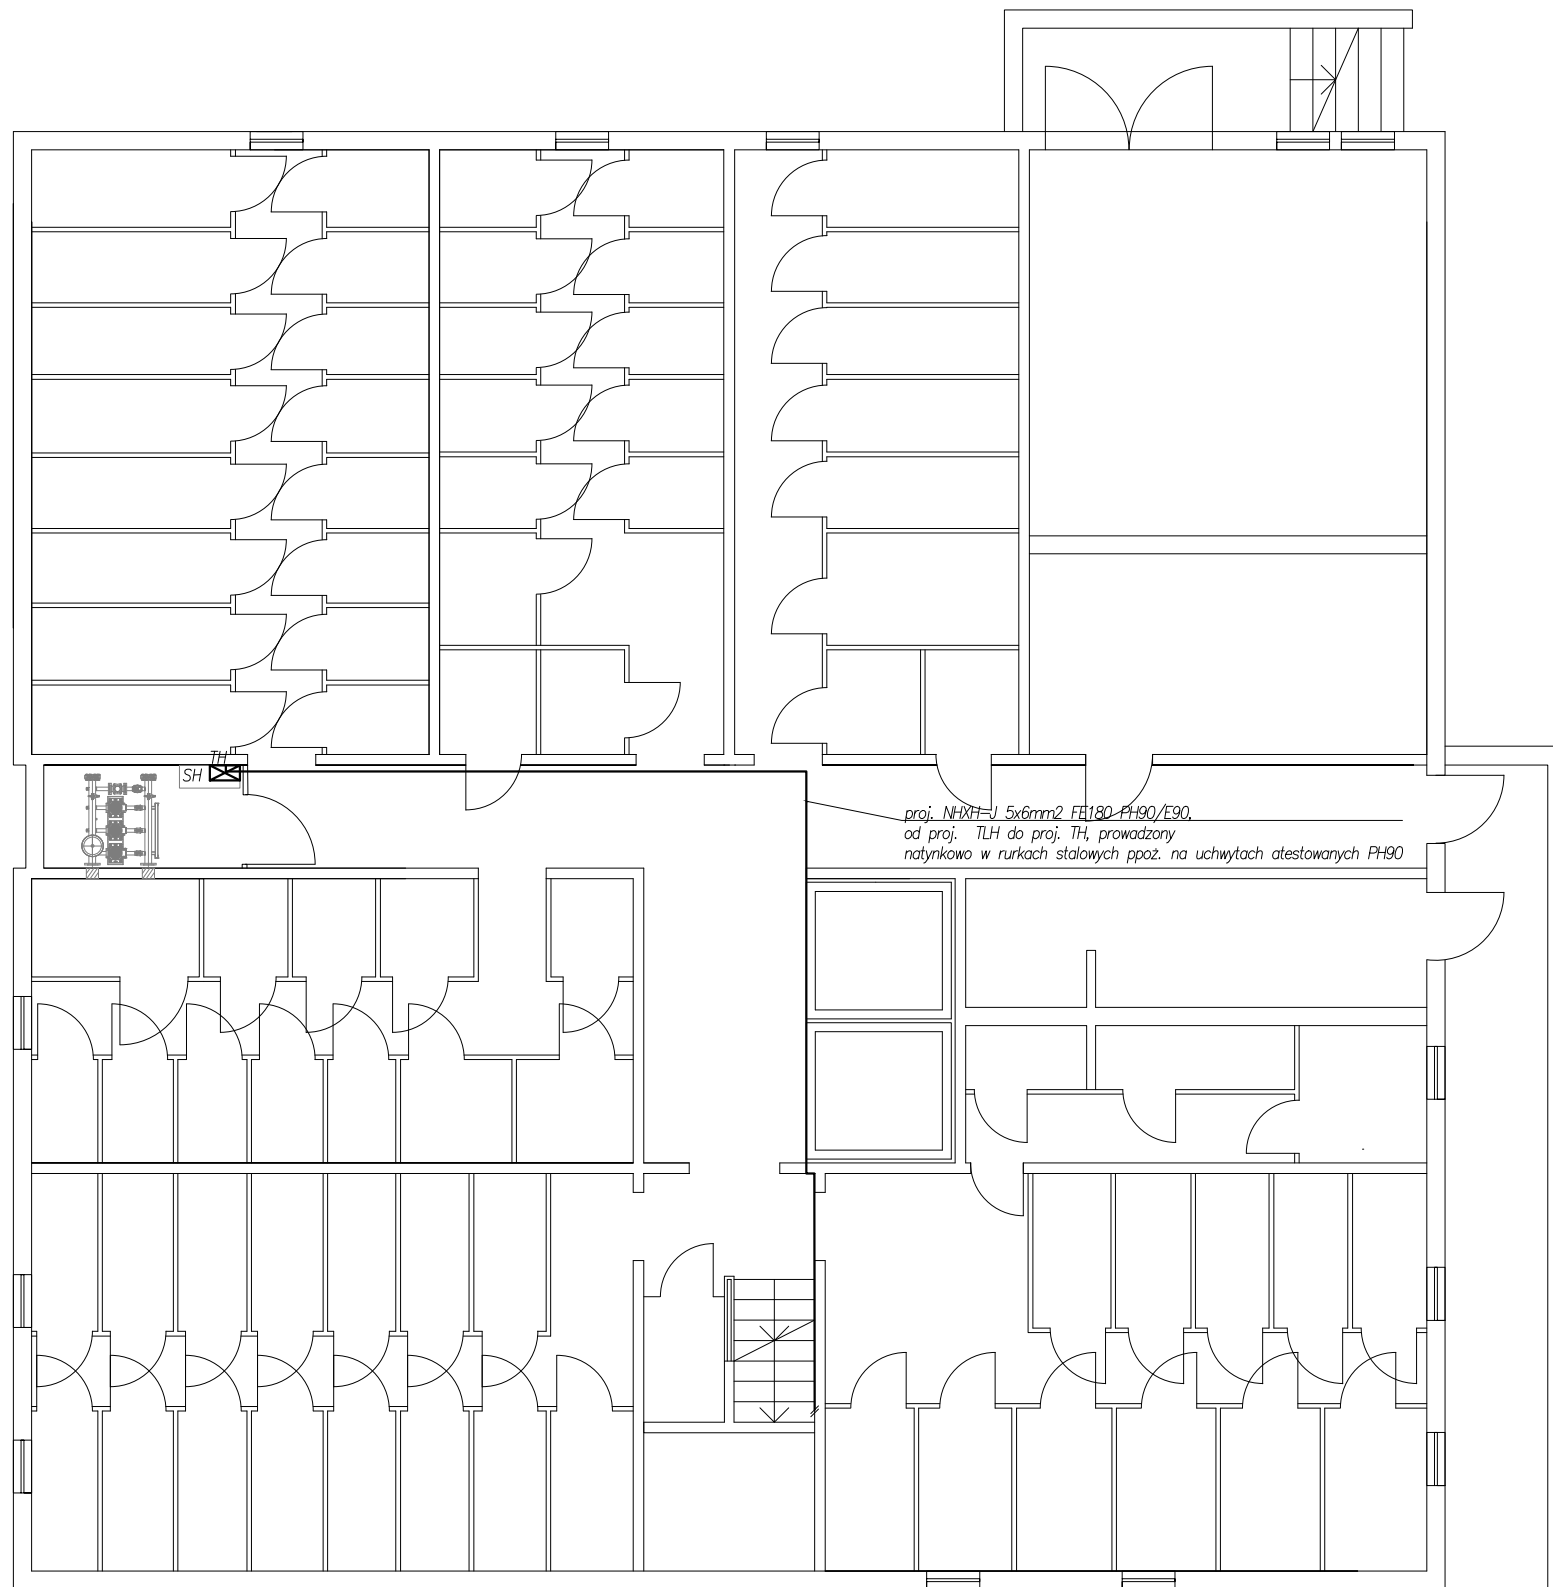 TH
SH
proj. NHXH-J 5x6mm2 FE180 PH90/E90,
od proj. TLH do proj. TH, prowadzony
natynkowo w rurkach stalowych ppoż. na uchwytach atestowanych PH90